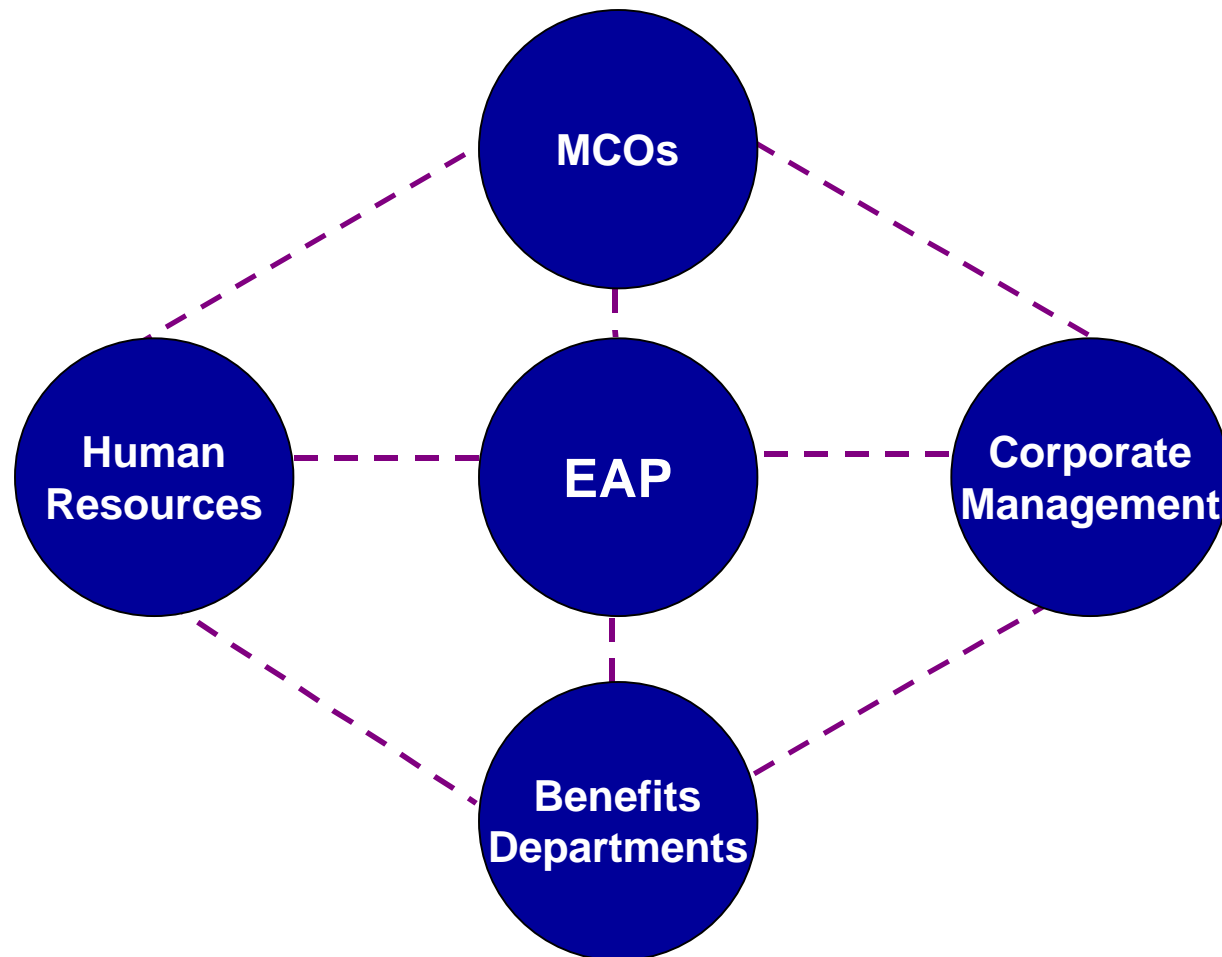 MCOs
Human
Resources
EAP
Corporate
Management
Benefits
Departments